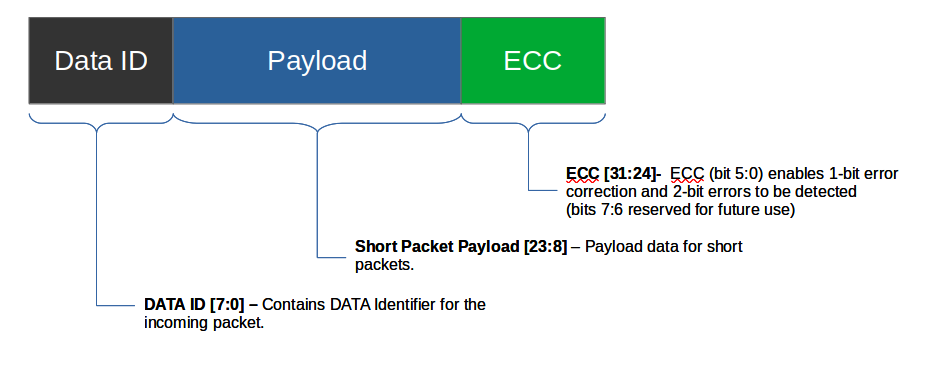 Data ID
Payload
ECC
ECC [31:24]-  ECC (bit 5:0) enables 1-bit error
correction and 2-bit errors to be detected
(bits 7:6 reserved for future use)
Short Packet Payload [23:8] – Payload data for short
packets.
DATA ID [7:0] – Contains DATA Identifier for the
incoming packet.